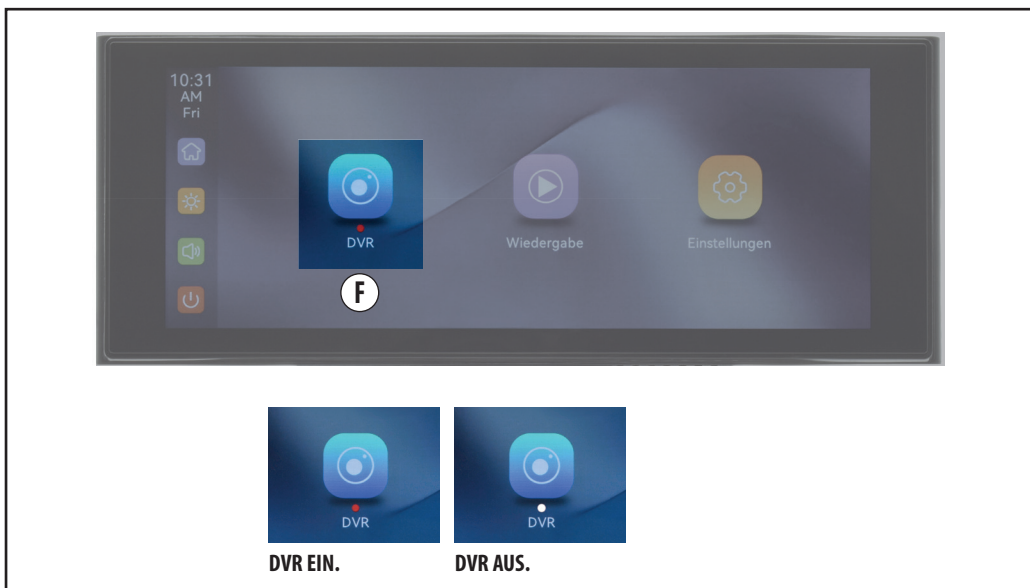 10:31
AM
Fri
DVR
Wiedergabe
Einstellungen
F
DVR
DVR
DVR EIN.
DVR AUS.